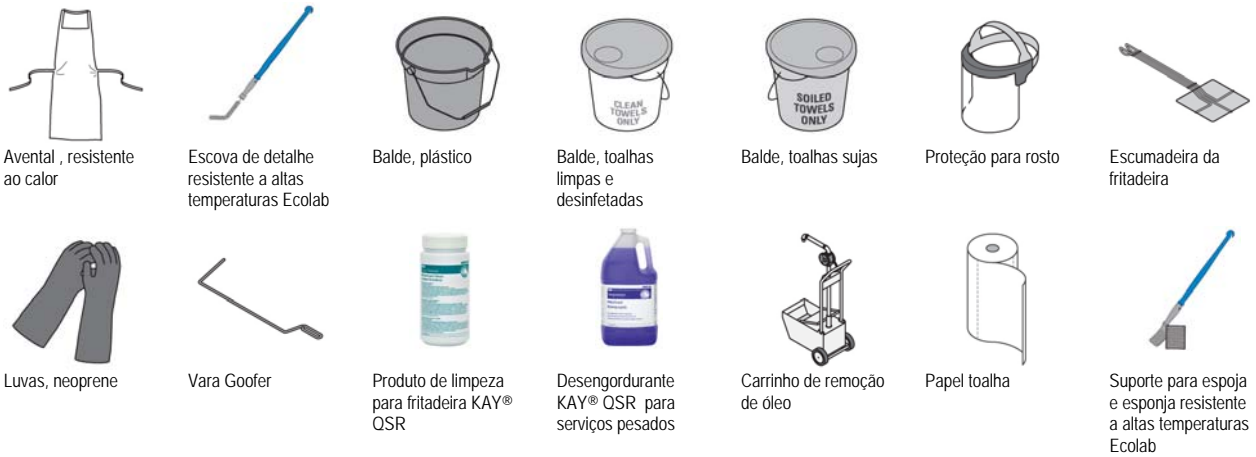 CLEAN
TOWELS
ONLY
SOILED
TOWELS
ONLY
Avental , resistente
ao calor
Escova de detalhe
resistente a altas
temperaturas Ecolab
Balde, plástico
Balde, toalhas
limpas e
desinfetadas
Balde, toalhas sujas
Proteção para rosto
Escumadeira da
fritadeira
Luvas, neoprene
Vara Goofer
Produto de limpeza
para fritadeira KAY®
QSR
Desengordurante
KAY® QSR para
serviços pesados
Carrinho de remoção
de óleo
Papel toalha
Suporte para espoja
e esponja resistente
a altas temperaturas
Ecolab